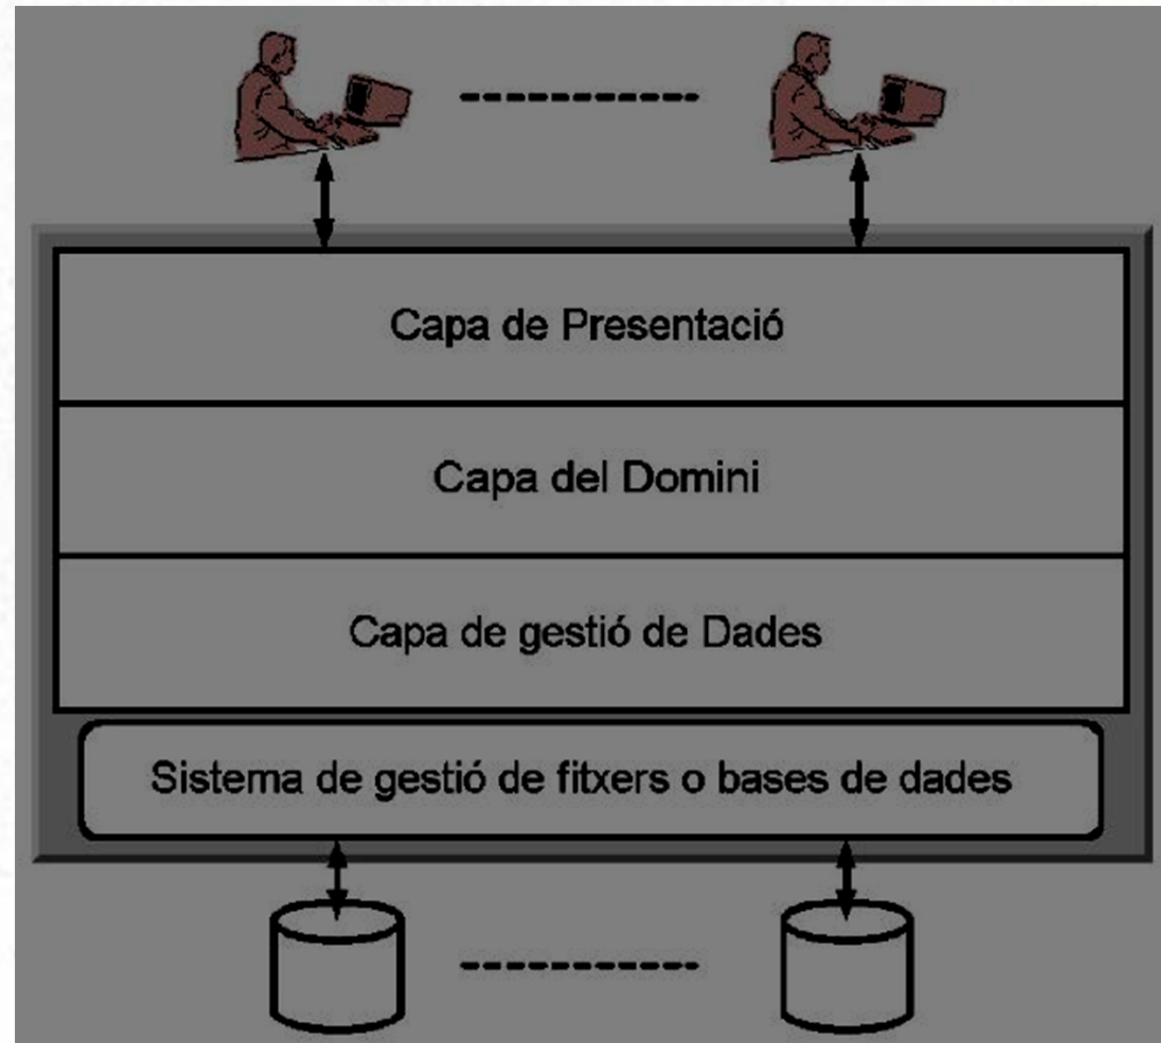 Capa de Presentació
Capa del Domini
Capa de gestió de Dades
Sistema de gestió de fitxers o bases de dades